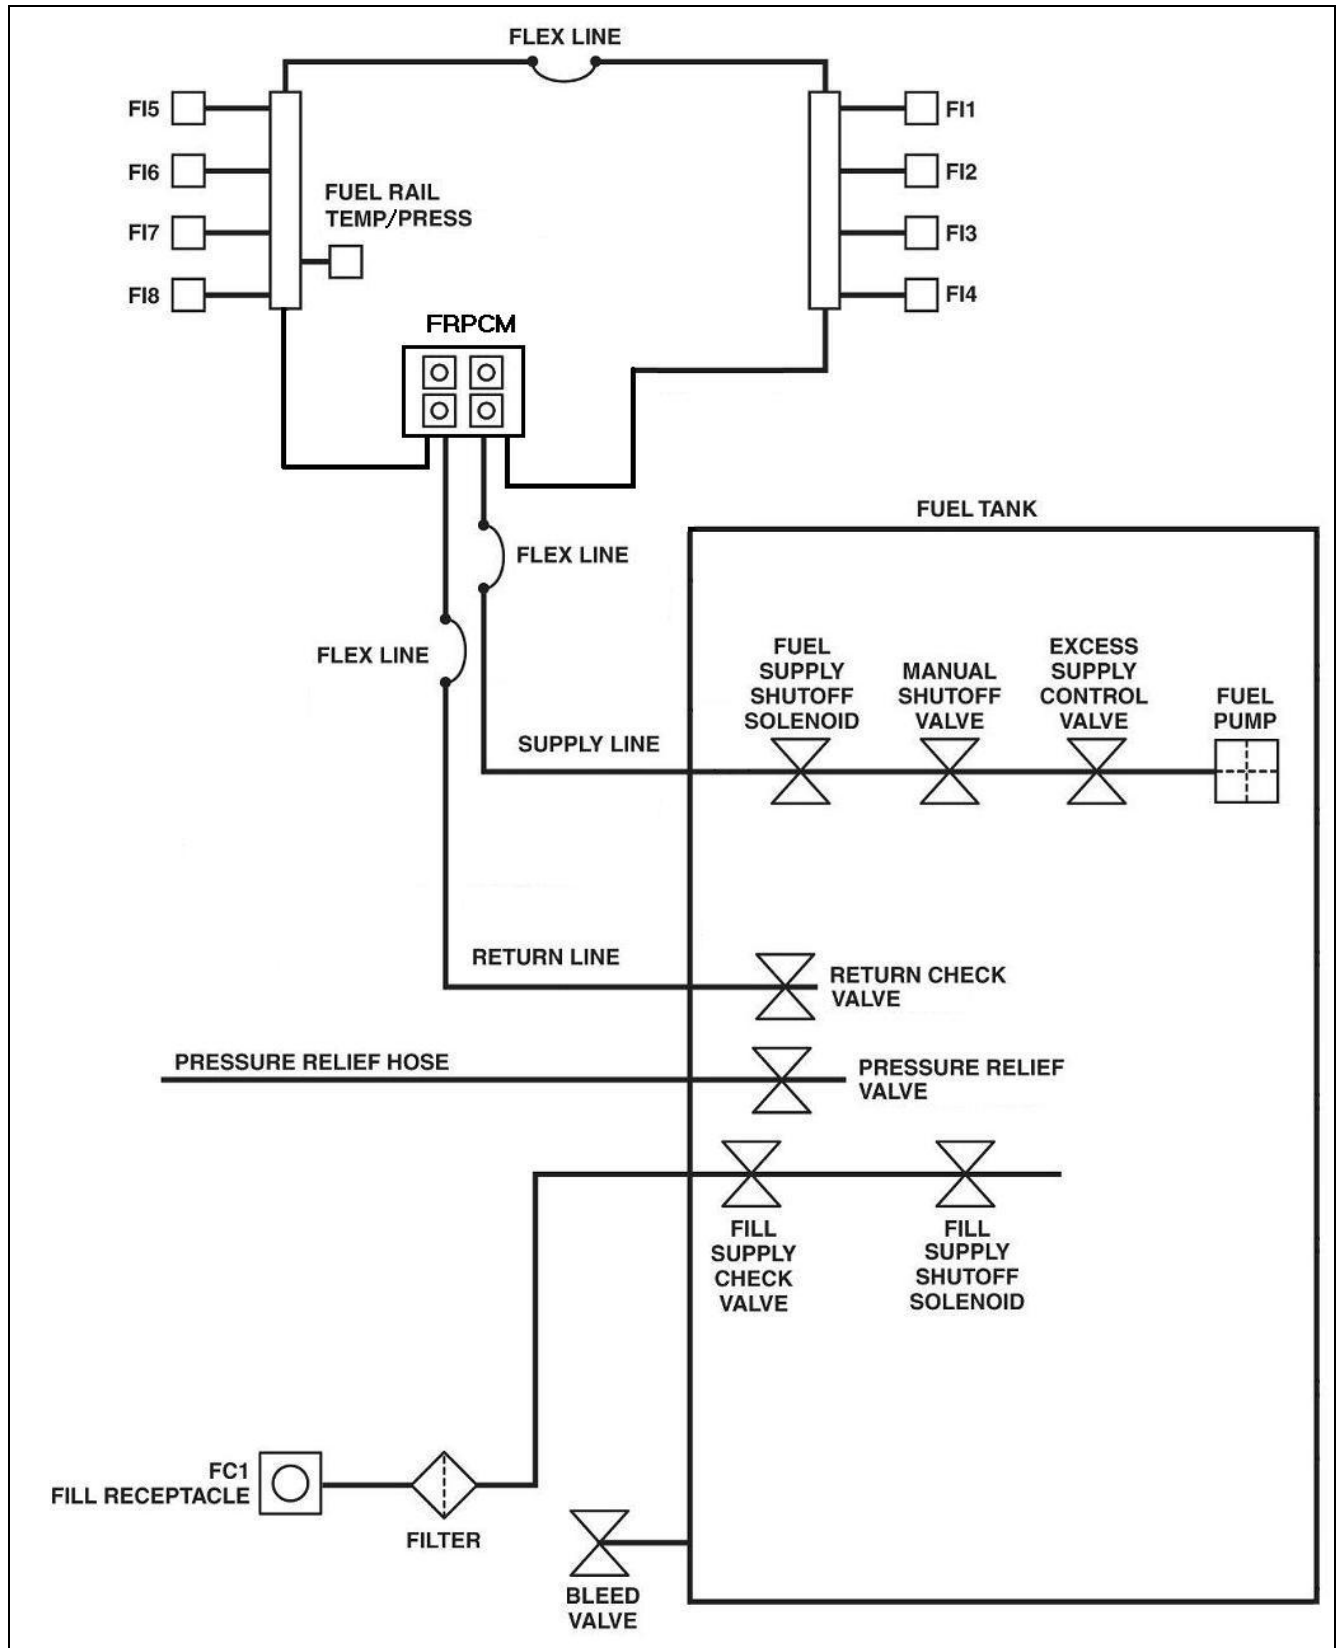 FLEX LINE
FI5
FI1
FI6
FI2
FUEL RAIL
TEMP/PRESS
FI7
FI3
FI8
FI4
FRPCM
FUEL TANK
FLEX LINE
FLEX LINE
FUEL
SUPPLY
SHUTOFF
SOLENOID
MANUAL
SHUTOFF
VALVE
EXCESS
SUPPLY
CONTROL
VALVE
FUEL
PUMP
SUPPLY LINE
RETURN LINE
RETURN CHECK
VALVE
PRESSURE RELIEF HOSE
PRESSURE RELIEF
VALVE
FILL
SUPPLY
CHECK
VALVE
FILL
SUPPLY
SHUTOFF
SOLENOID
FC1
FILL RECEPTACLE
FILTER
BLEED
VALVE